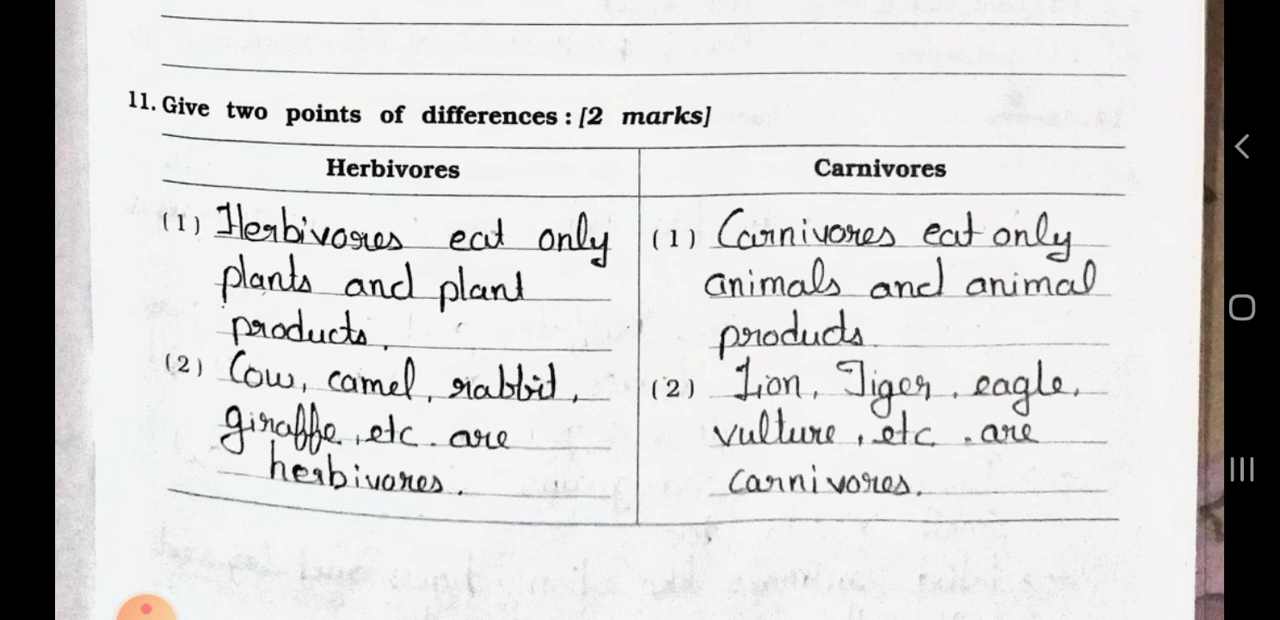 11. Give two points of differences : [2 marks]
Herbivores
(1) Herbivores eat only
plants and plant
products.
(2) Cow, camel, rabbit,
giraffe, etc. are
herbivores.
Carnivores
(1) Carnivores eat only
animals and animal
products.
(2) Lion, Tiger, eagle,
vulture, etc. are
carnivores.